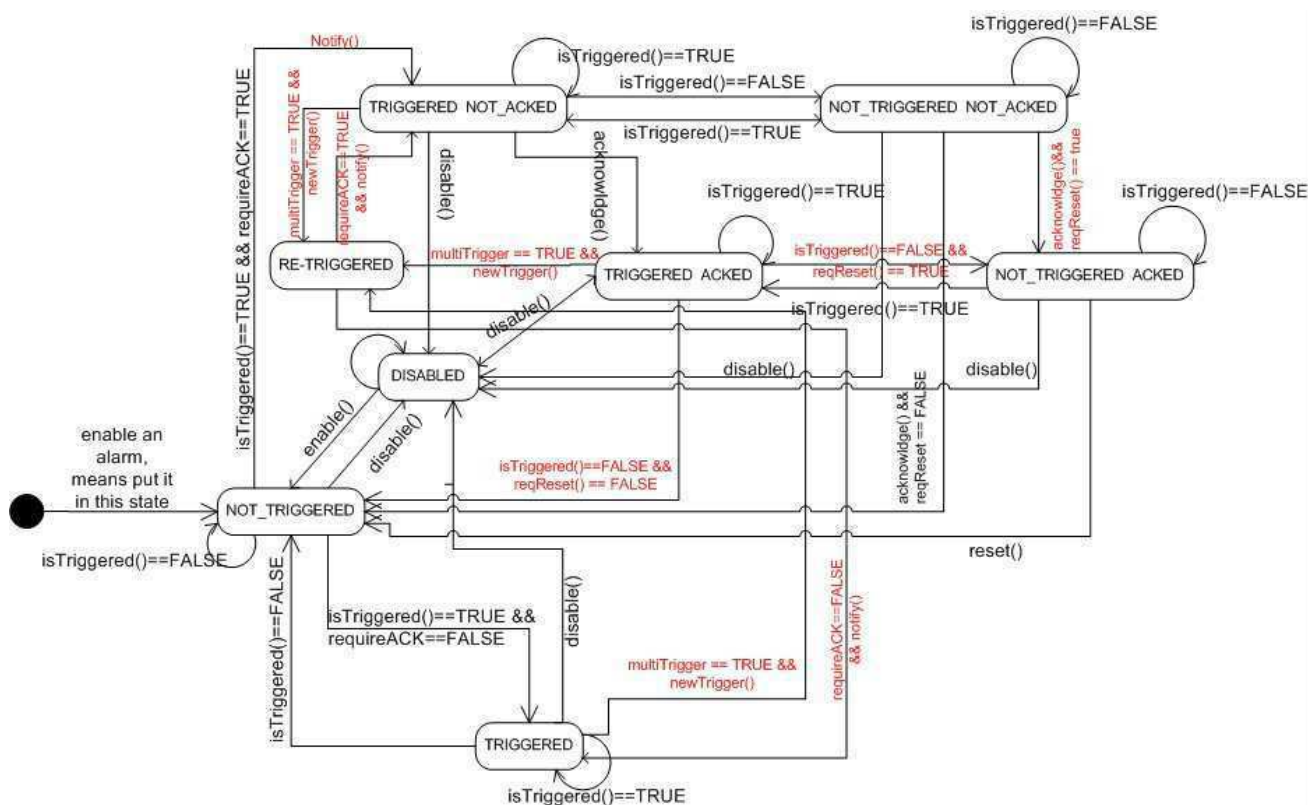 isTriggered()==FALSE
Notify()
isTriggered()==TRUE
isTriggered()==FALSE
TRIGGERED NOT_ACKED
NOT_TRIGGERED NOT_ACKED
isTriggered()==TRUE
multiTrigger == TRUE &&
newTrigger()
requireACK==TRUE
&& notify()
disable()
acknowldge()
acknowldge()&&
reqReset() == true
isTriggered()==TRUE
isTriggered()==FALSE
isTriggered()==TRUE && requireACK==TRUE
RE-TRIGGERED
multiTrigger == TRUE &&
newTrigger()
TRIGGERED ACKED
isTriggered()==FALSE &&
reqReset() == TRUE
NOT_TRIGGERED ACKED
isTriggered()==TRUE
disable()
DISABLED
disable()
disable()
enable()
disable()
acknowldge() &&
reqReset == FALSE
enable an
alarm,
means put it
in this state
isTriggered()==FALSE &&
reqReset() == FALSE
NOT_TRIGGERED
isTriggered()==FALSE
reset()
isTriggered()==FALSE
isTriggered()==TRUE &&
requireACK==FALSE
disable()
multiTrigger == TRUE &&
newTrigger()
requireACK==FALSE
&& notify()
TRIGGERED
isTriggered()==TRUE